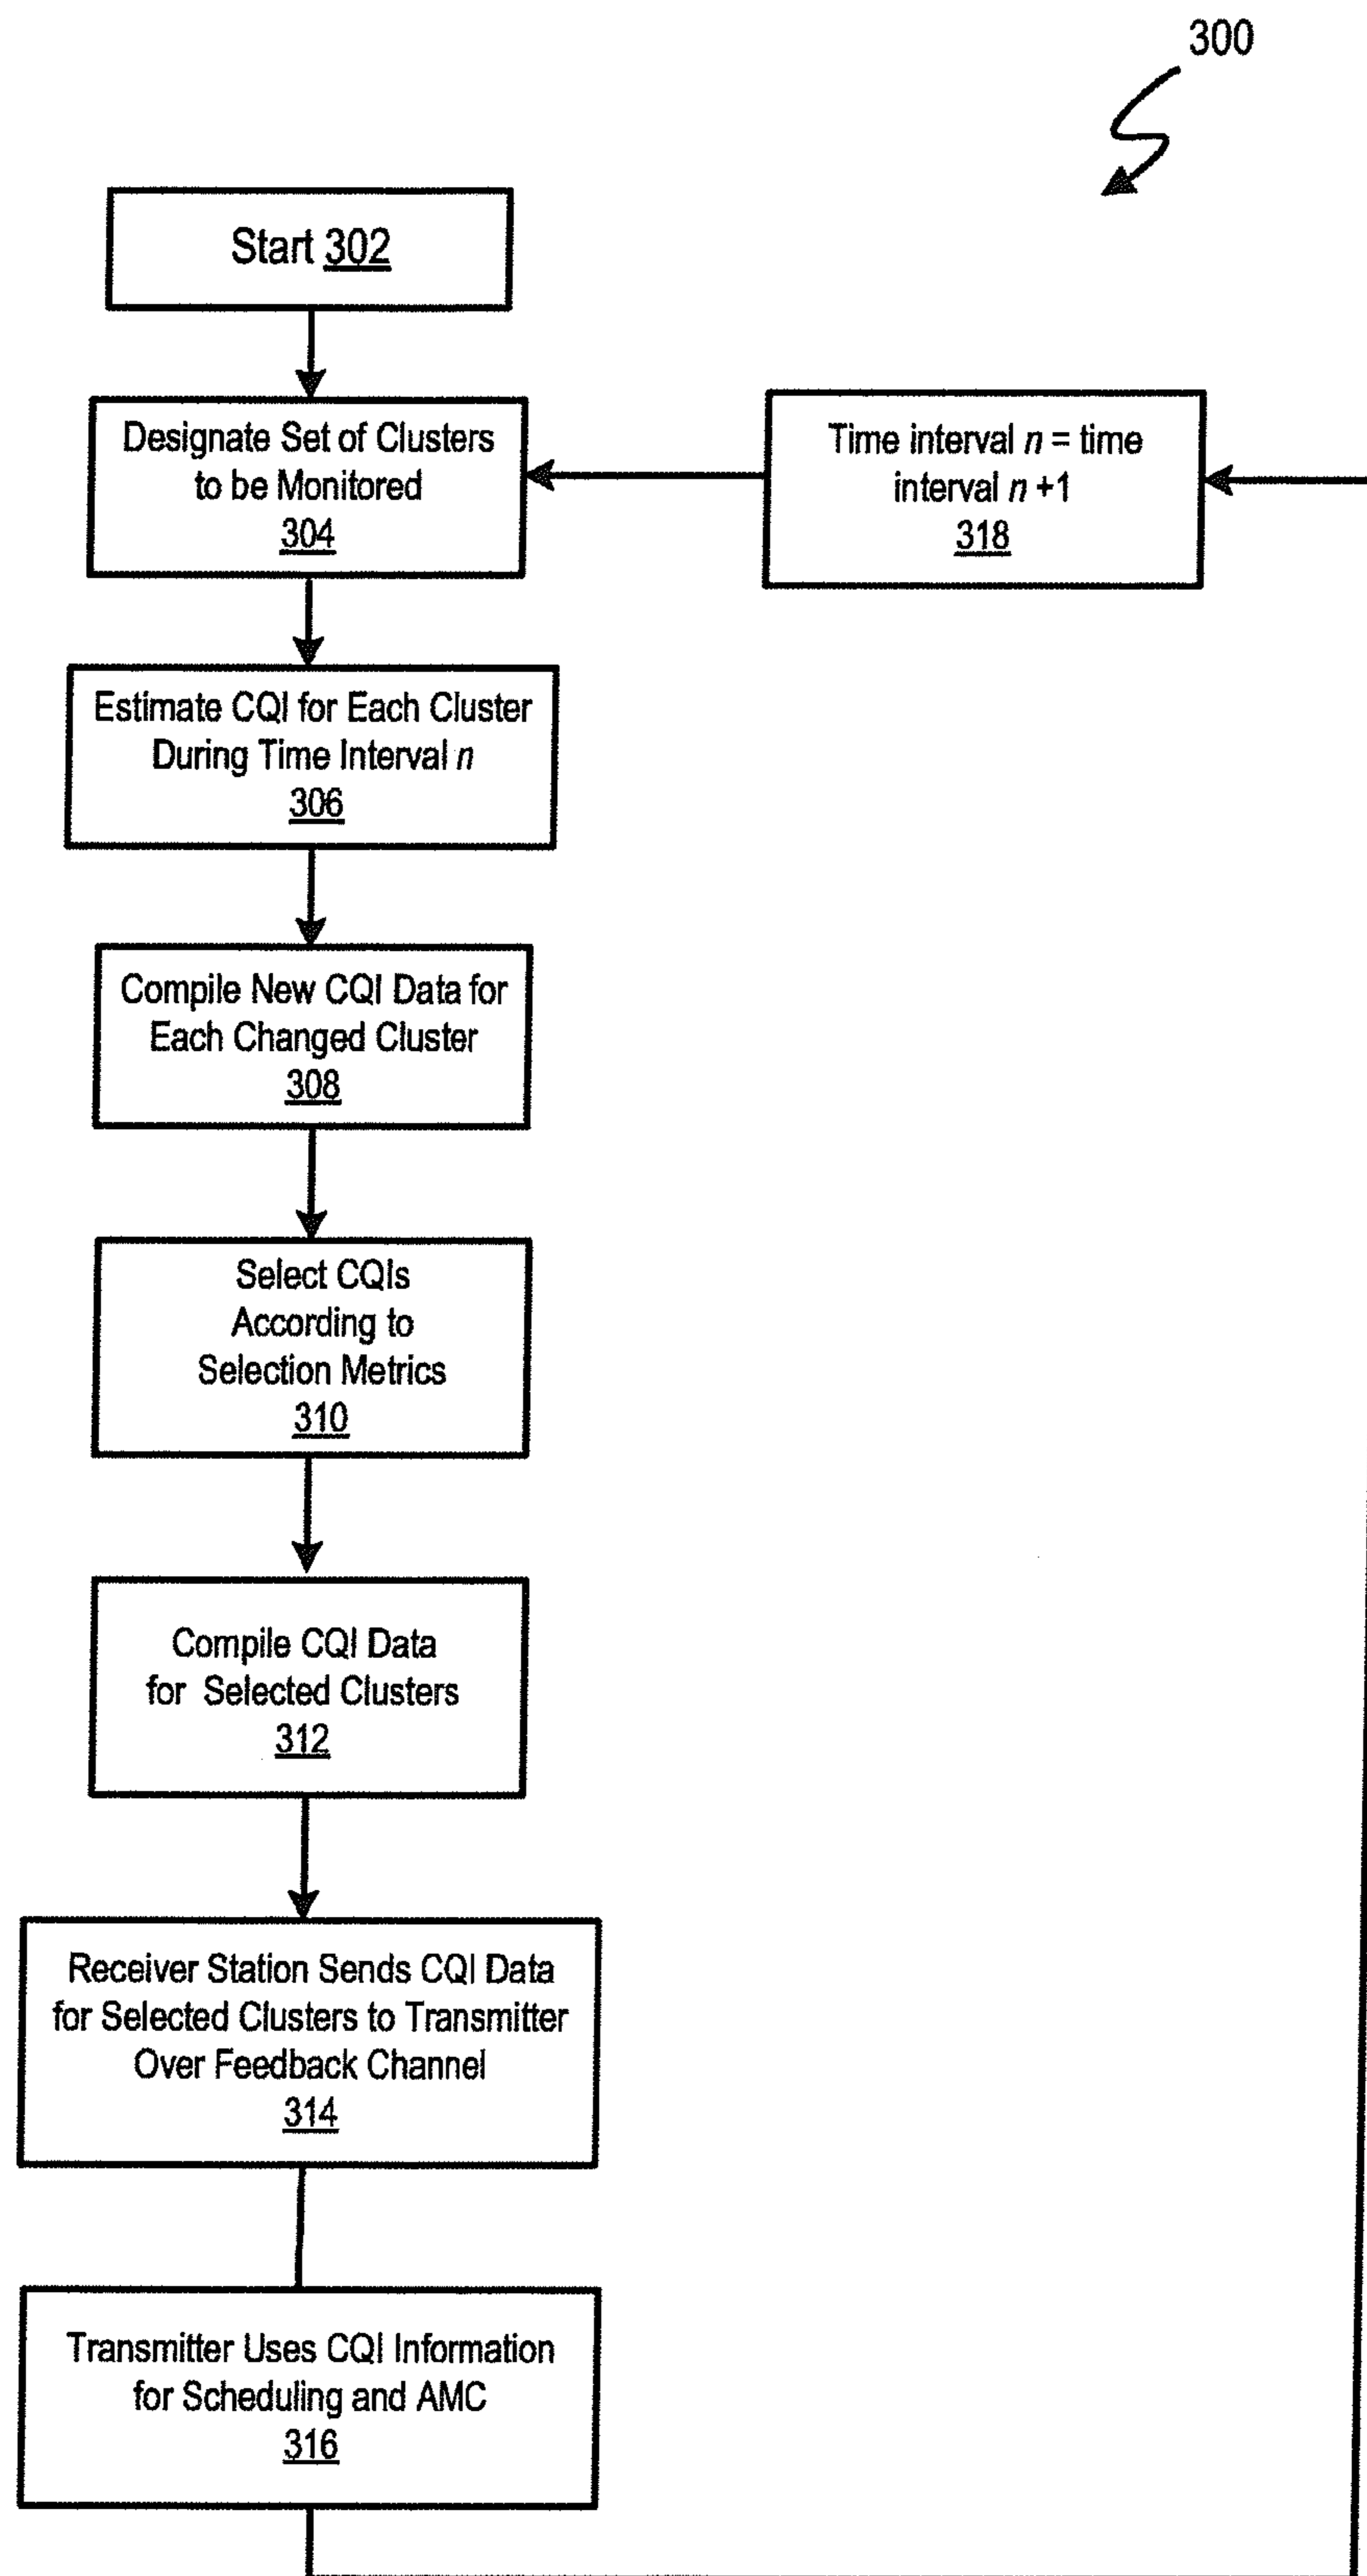 300
Start 302
Designate Set of Clusters
to be Monitored
304
Time interval n = time
interval n +1
318
Estimate CQI for Each Cluster
During Time Interval n
306
Compile New CQI Data for
Each Changed Cluster
308
Select CQIs
According to
Selection Metrics
310
Compile CQI Data
for Selected Clusters
312
Receiver Station Sends CQI Data
for Selected Clusters to Transmitter
Over Feedback Channel
314
Transmitter Uses CQI Information
for Scheduling and AMC
316